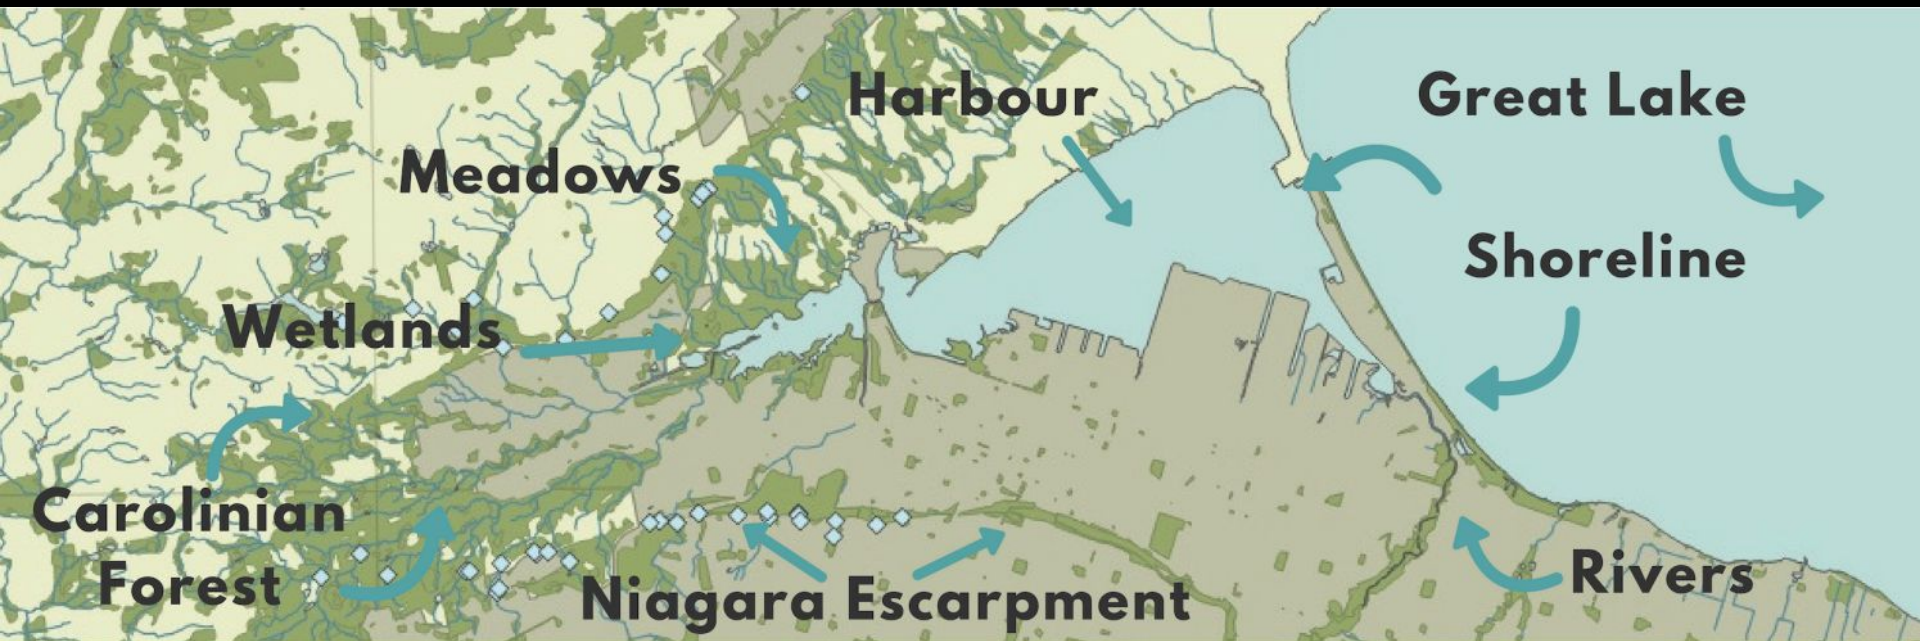 Harbour
Great Lake
Meadows
Shoreline
Wetlands
Carolinian
Forest
Niagara Escarpment
Rivers